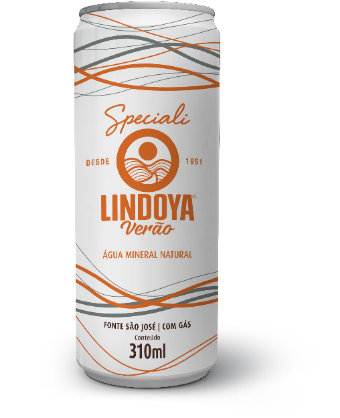 Speciali
DESDE 1951
LINDOYA®
Verão
ÁGUA MINERAL NATURAL
FONTE SÃO JOSÉ | COM GÁS
Conteúdo
310ml